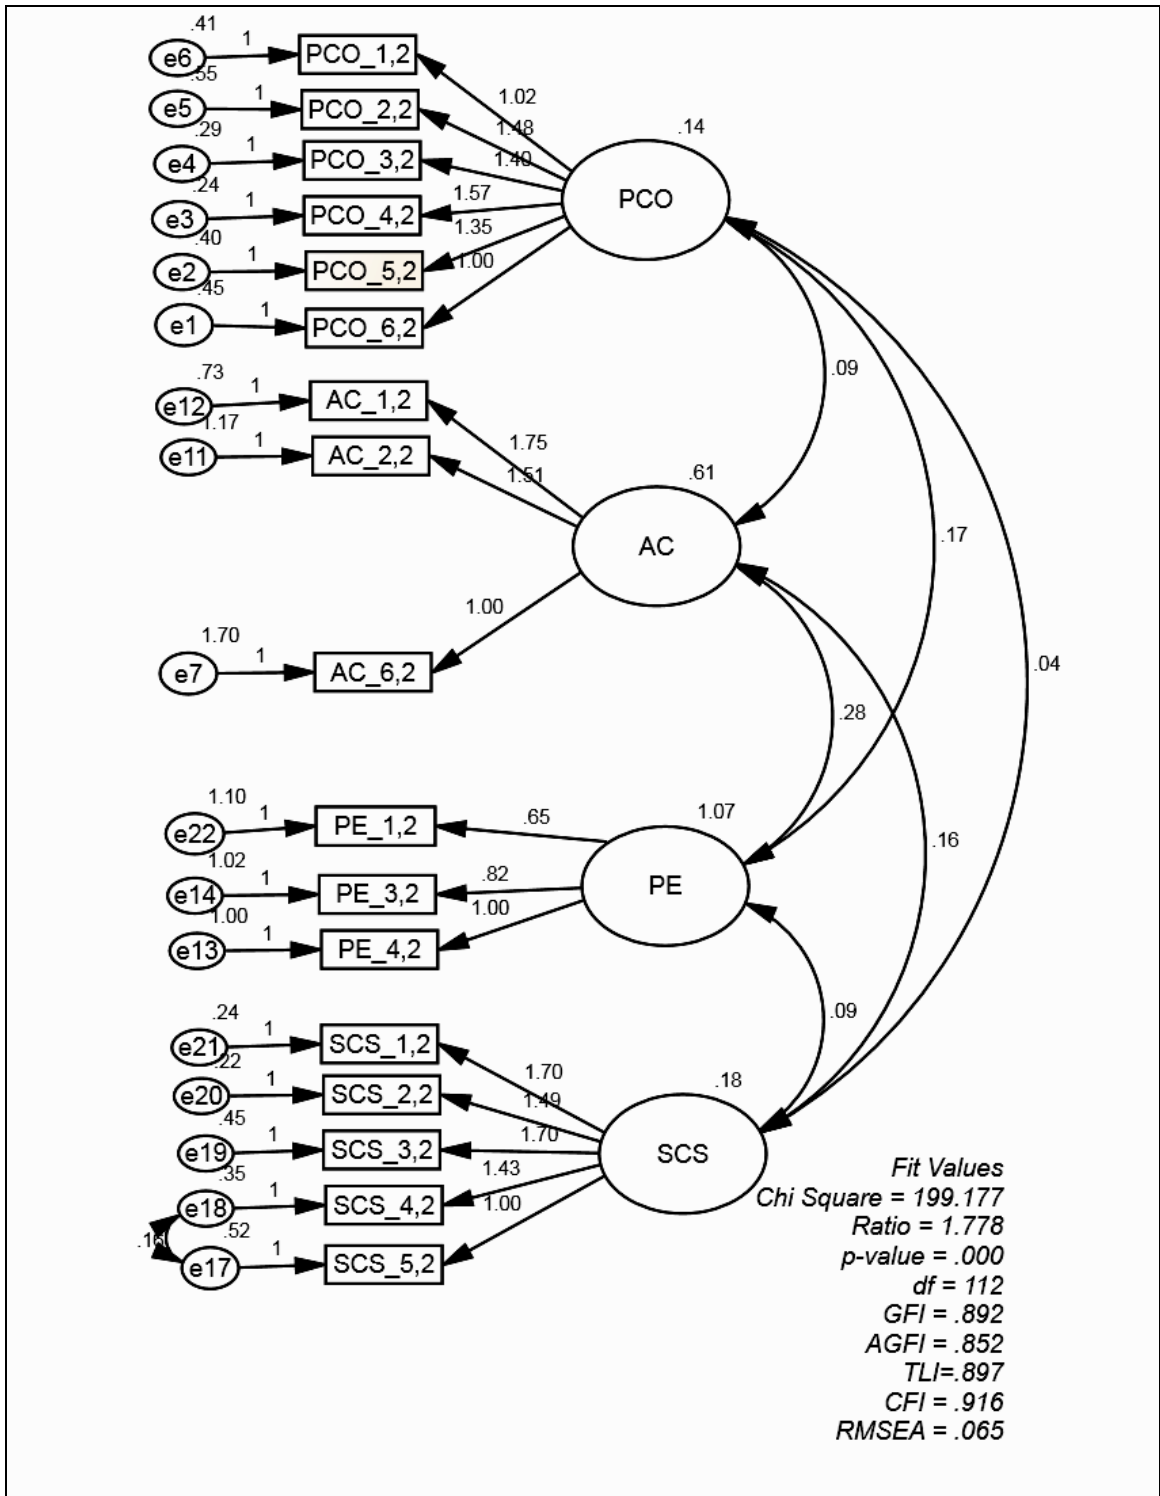 .41
e6 1 PCO_1,2
.55
e5 1 PCO_2,2
.29
e4 1 PCO_3,2
.24
e3 1 PCO_4,2
.40
e2 1 PCO_5,2
.45
e1 1 PCO_6,2
1.02
1.48
1.40
1.57
1.35
1.00
.14
PCO
.73
e12 1 AC_1,2
1.17
e11 1 AC_2,2
1.75
1.51
.61
AC
1.00
1.70
e7 1 AC_6,2
.09
.17
.04
.28
.16
.09
1.10
e22 1 PE_1,2
1.02
e14 1 PE_3,2
1.00
e13 1 PE_4,2
.65
.82
1.00
1.07
PE
.24
e21 1 SCS_1,2
.22
e20 1 SCS_2,2
.45
e19 1 SCS_3,2
.35
e18 1 SCS_4,2
.16
.52
e17 1 SCS_5,2
1.70
1.49
1.70
1.43
1.00
.18
SCS
Fit Values
Chi Square = 199.177
Ratio = 1.778
p-value = .000
df = 112
GFI = .892
AGFI = .852
TLI=.897
CFI = .916
RMSEA = .065